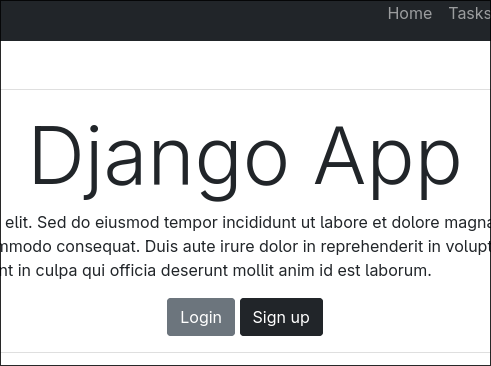 Home Tasks
Django App
elit. Sed do eiusmod tempor incididunt ut labore et dolore magna
mmodo consequat. Duis aute irure dolor in reprehenderit in volupt
nt in culpa qui officia deserunt mollit anim id est laborum.
Login Sign up